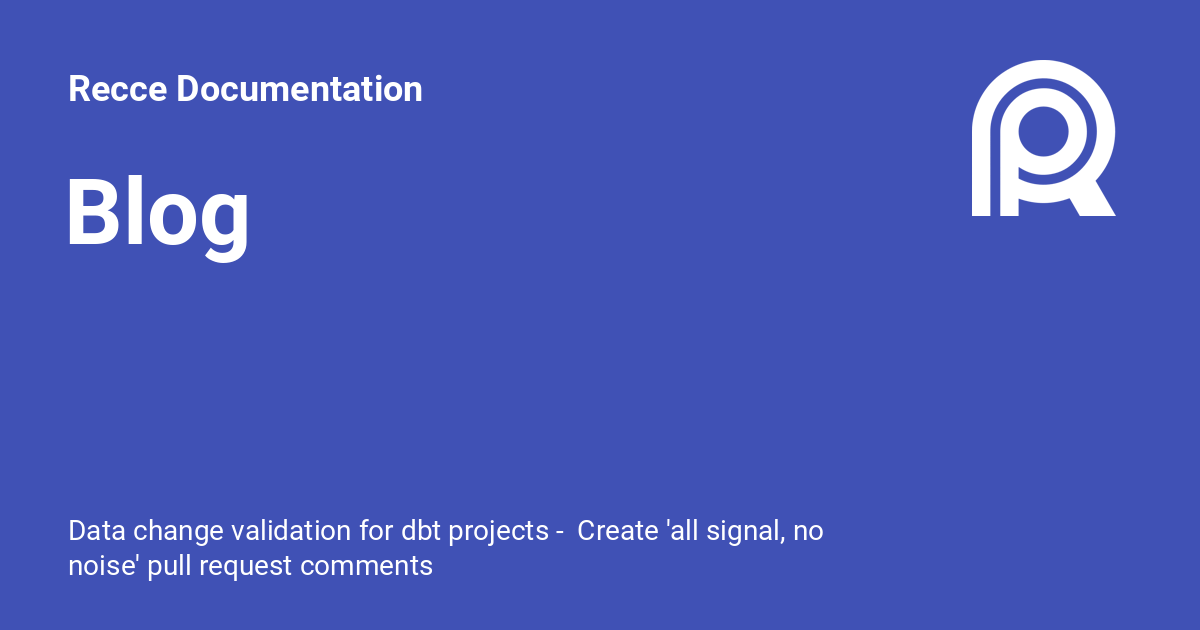 Recce Documentation
Blog
Data change validation for dbt projects -  Create 'all signal, no
noise' pull request comments